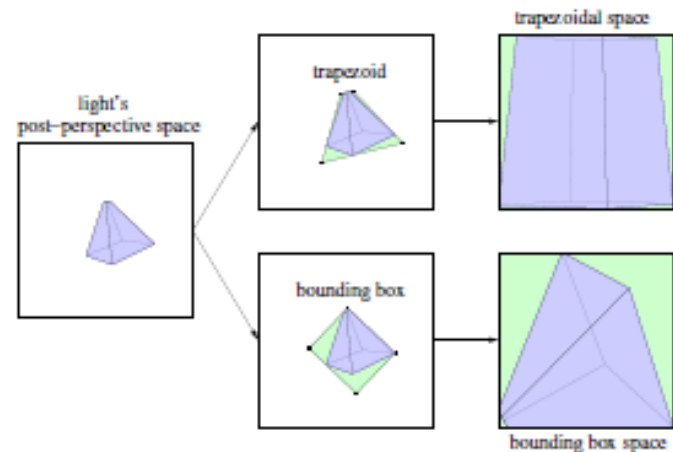 trapezoidal space
trapezoid
light's
post-perspective space
bounding box
bounding box space